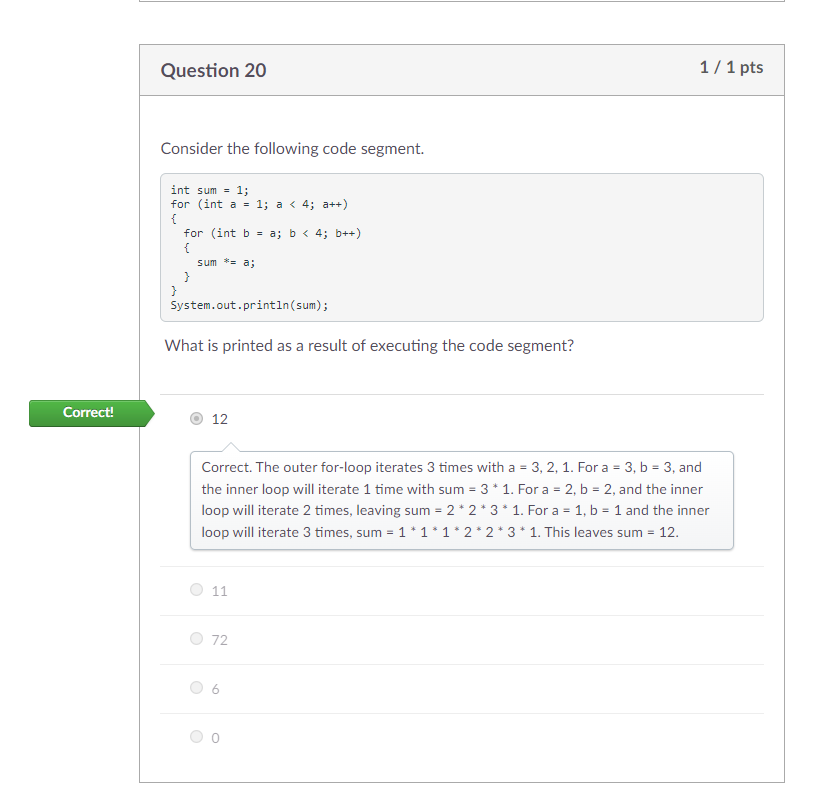 Question 20
1 / 1 pts
Consider the following code segment.
int sum = 1;
for (int a = 1; a < 4; a++)
{
  for (int b = a; b < 4; b++)
  {
    sum *= a;
  }
}
System.out.println(sum);
What is printed as a result of executing the code segment?
Correct!
12
Correct. The outer for-loop iterates 3 times with a = 3, 2, 1. For a = 3, b = 3, and
the inner loop will iterate 1 time with sum = 3 * 1. For a = 2, b = 2, and the inner
loop will iterate 2 times, leaving sum = 2 * 2 * 3 * 1. For a = 1, b = 1 and the inner
loop will iterate 3 times, sum = 1 * 1 * 1 * 2 * 2 * 3 * 1. This leaves sum = 12.
11
72
6
0